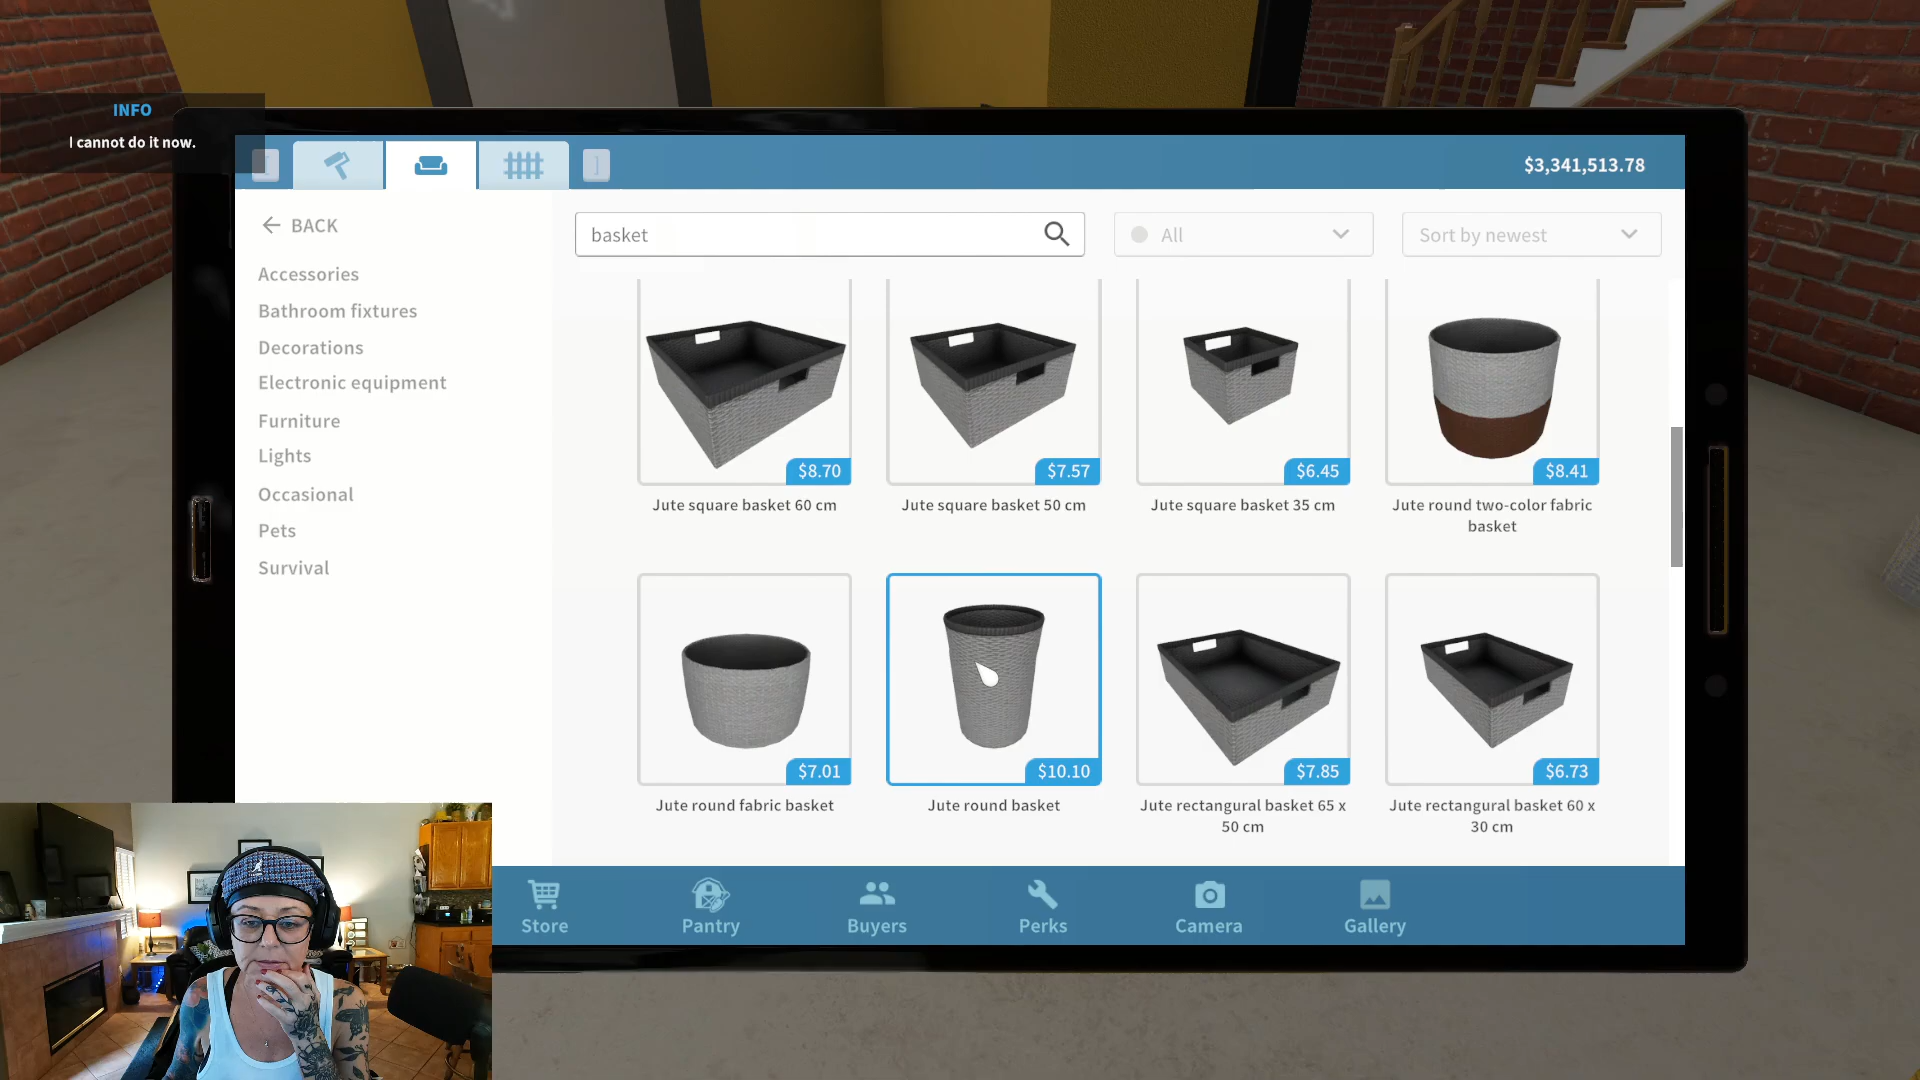 INFO
I cannot do it now.
[
]
$3,341,513.78
BACK
basket
All
Sort by newest
Accessories
Bathroom fixtures
Decorations
Electronic equipment
Furniture
Lights
Occasional
Pets
Survival
$8.70
$7.57
$6.45
$8.41
Jute square basket 60 cm
Jute square basket 50 cm
Jute square basket 35 cm
Jute round two-color fabric
basket
$7.01
$10.10
$7.85
$6.73
Jute round fabric basket
Jute round basket
Jute rectangural basket 65 x
50 cm
Jute rectangural basket 60 x
30 cm
Store
Pantry
Buyers
Perks
Camera
Gallery